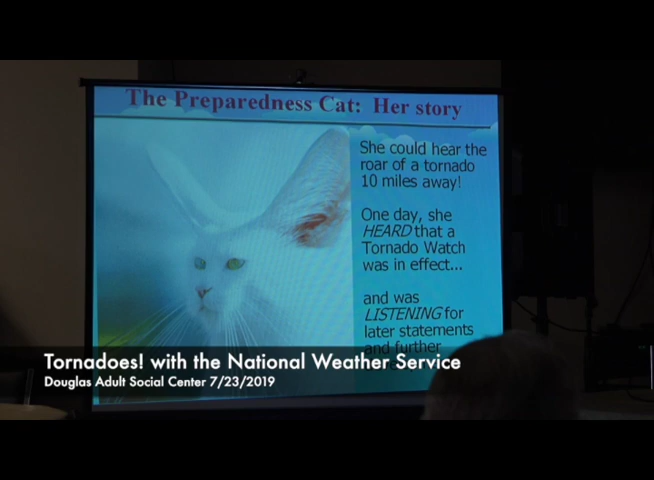 The Preparedness Cat: Her story
She could hear the
roar of a tornado
10 miles away!
One day, she
HEARD that a
Tornado Watch
was in effect...
and was
LISTENING for
later statements
and further
Tornadoes! with the National Weather Service
Douglas Adult Social Center 7/23/2019